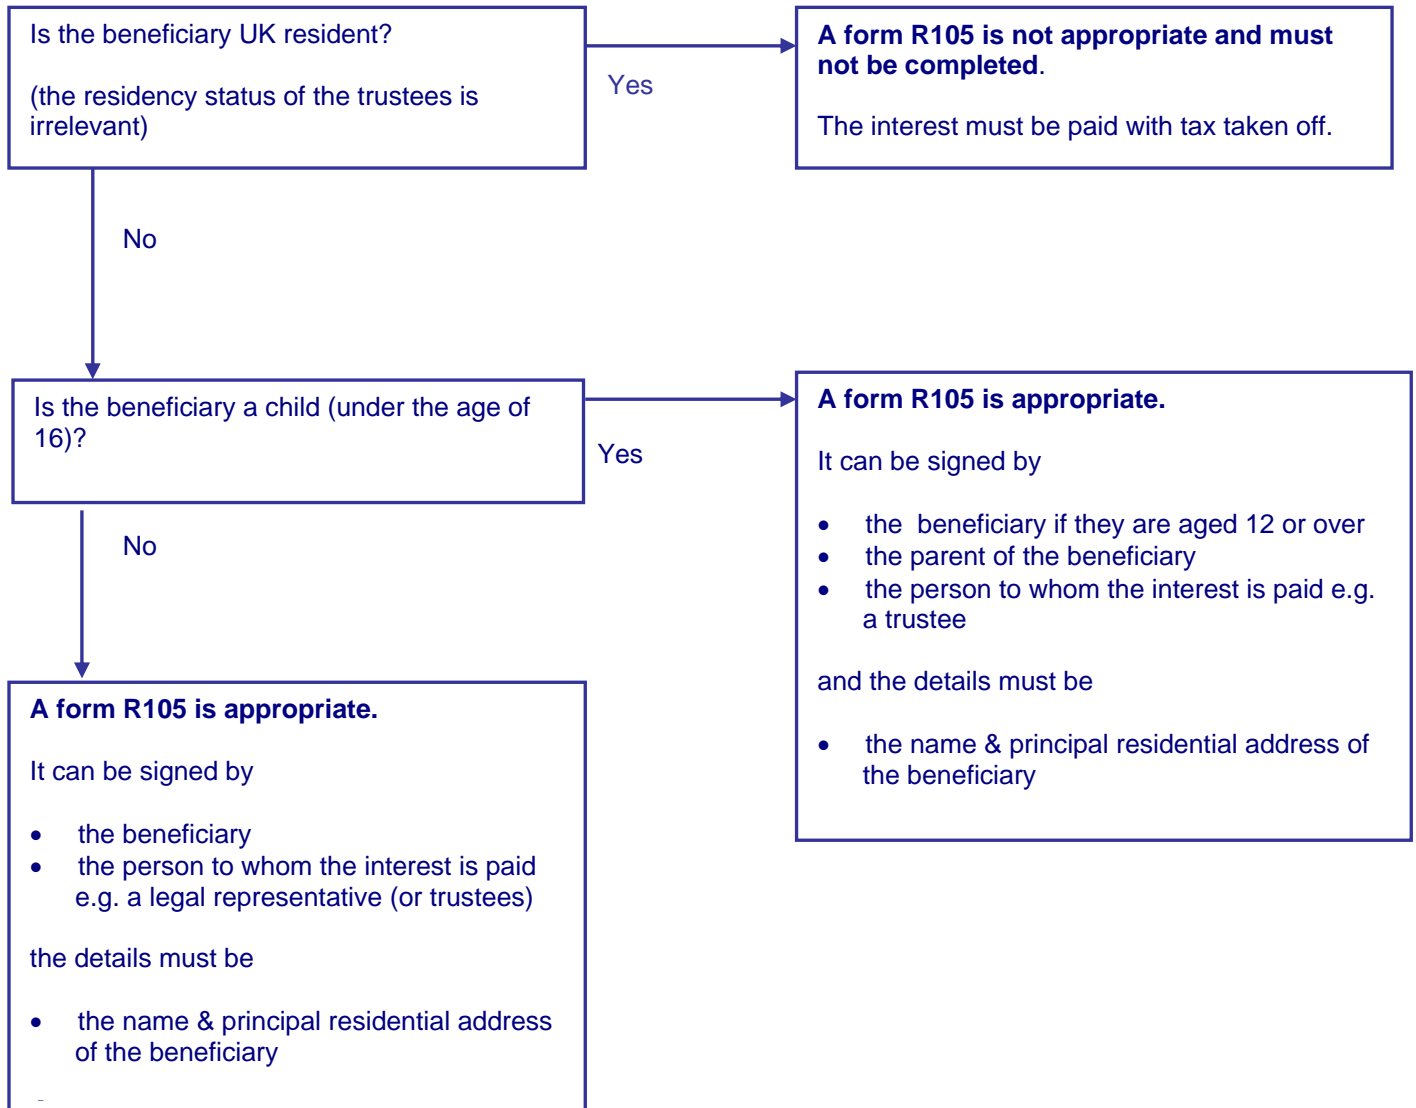 Is the beneficiary UK resident?
(the residency status of the trustees is
irrelevant)
Yes
A form R105 is not appropriate and must
not be completed.
The interest must be paid with tax taken off.
No
Is the beneficiary a child (under the age of
16)?
Yes
A form R105 is appropriate.
It can be signed by
• the beneficiary if they are aged 12 or over
• the parent of the beneficiary
• the person to whom the interest is paid e.g.
a trustee
and the details must be
• the name & principal residential address of
the beneficiary
No
A form R105 is appropriate.
It can be signed by
• the beneficiary
• the person to whom the interest is paid
e.g. a legal representative (or trustees)
the details must be
• the name & principal residential address
of the beneficiary